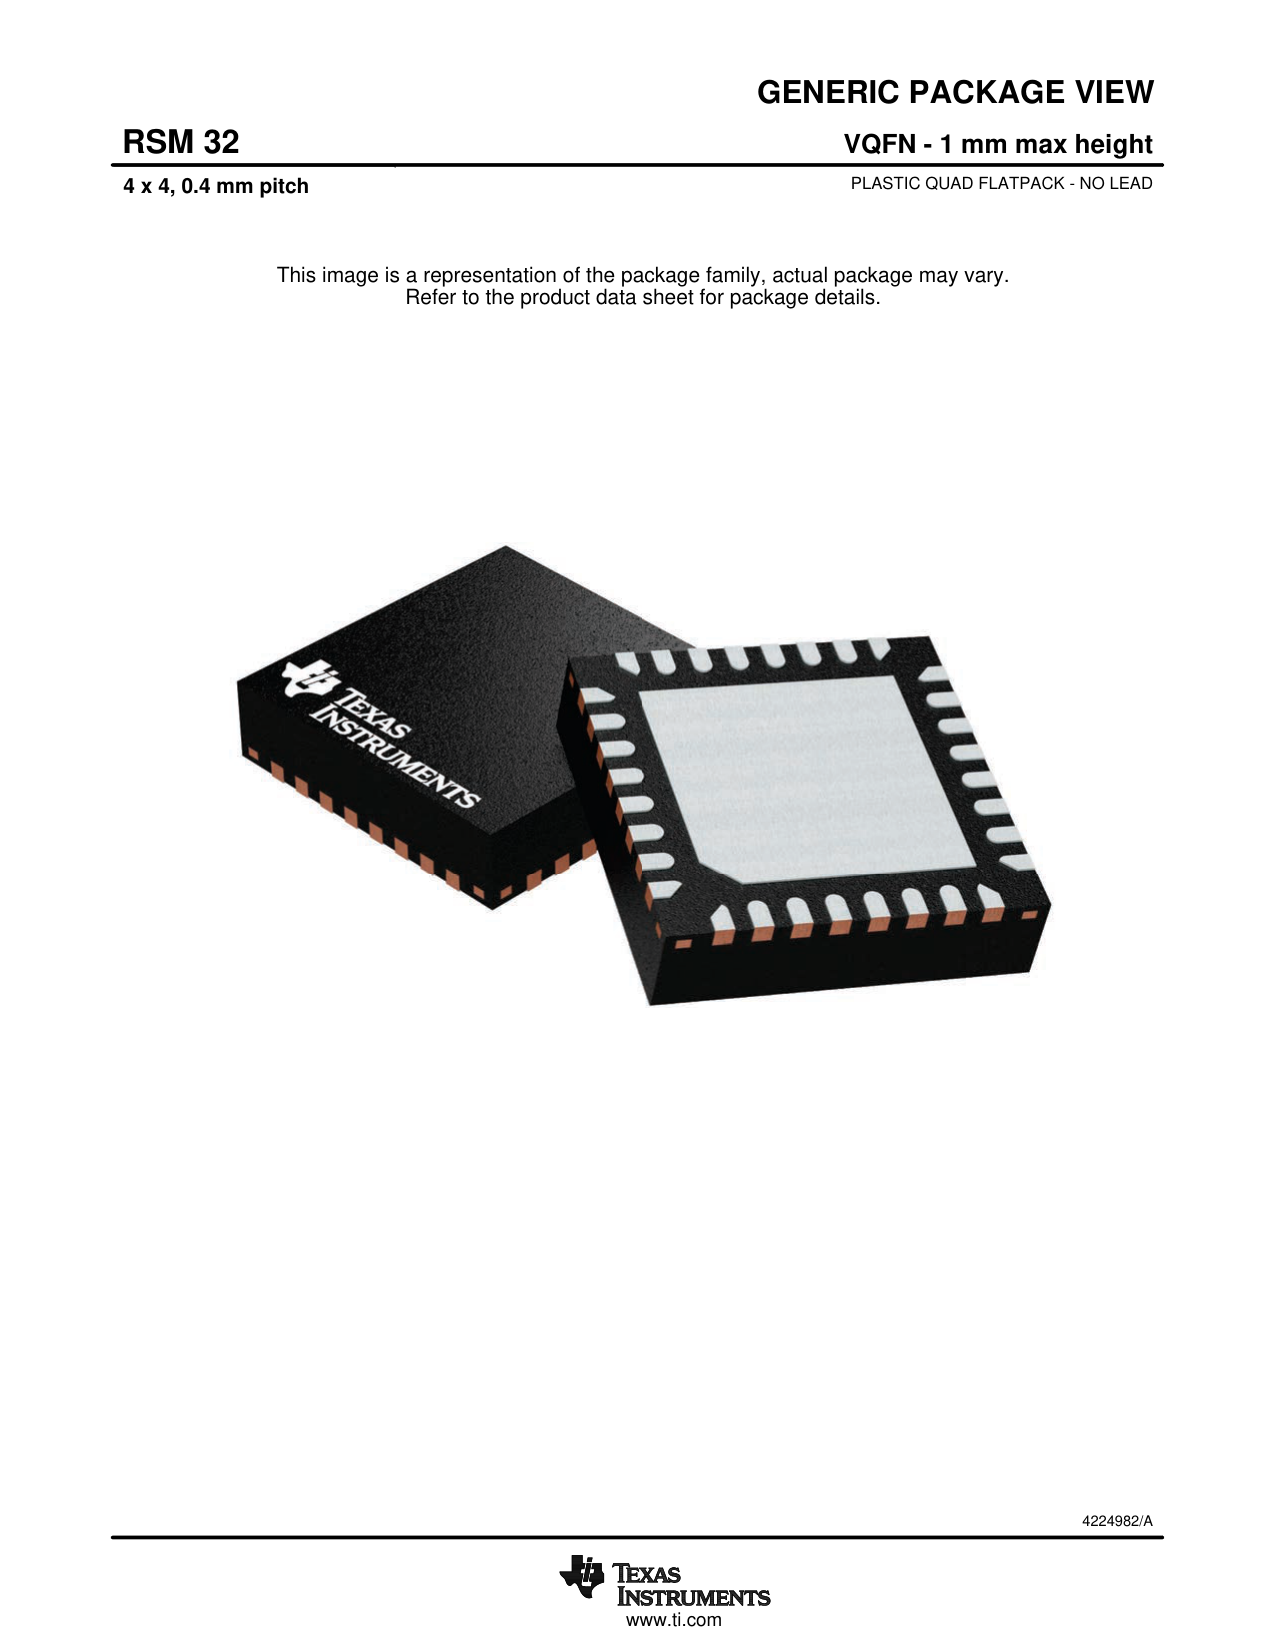 GENERIC PACKAGE VIEW
RSM 32
VQFN - 1 mm max height
4 x 4, 0.4 mm pitch
PLASTIC QUAD FLATPACK - NO LEAD
This image is a representation of the package family, actual package may vary.
Refer to the product data sheet for package details.
TEXAS
INSTRUMENTS
4224982/A
TEXAS
INSTRUMENTS
www.ti.com